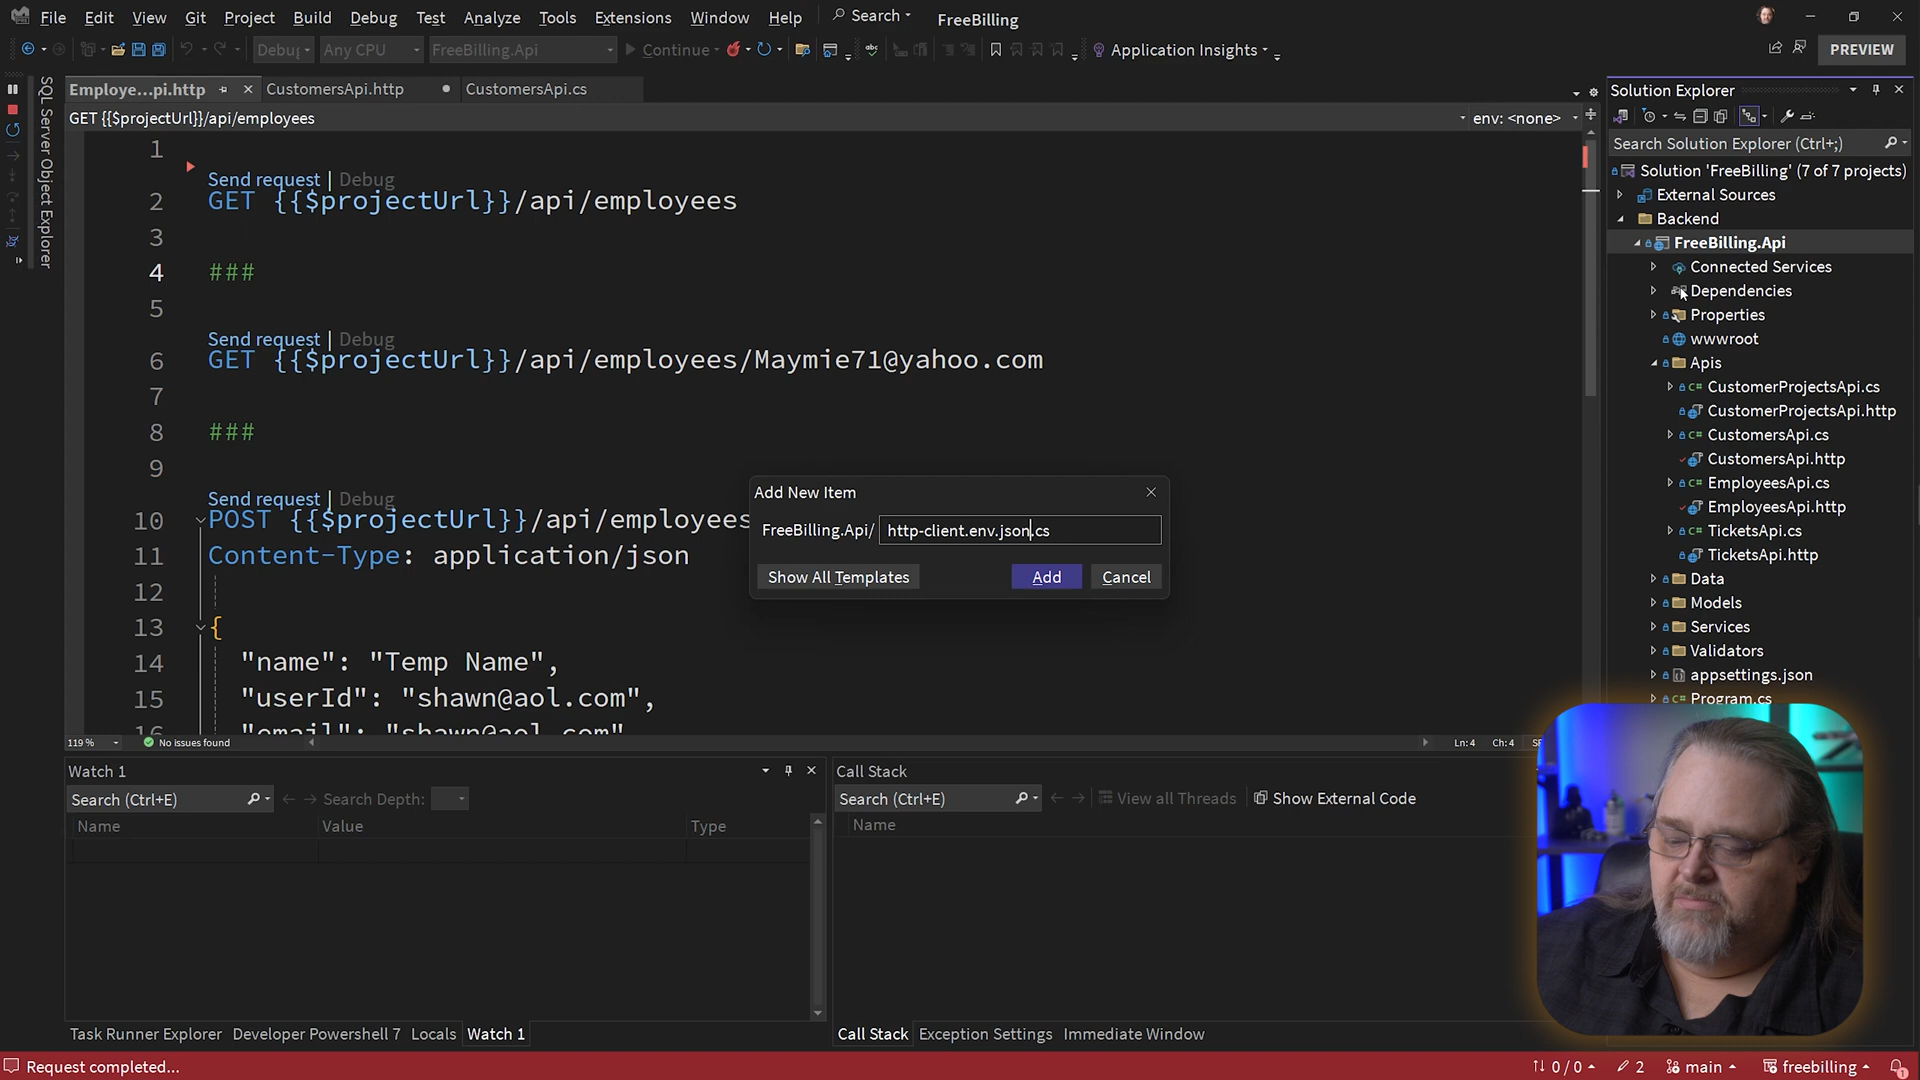 File Edit View Git Project Build Debug Test Analyze Tools Extensions Window Help Search FreeBilling
Debug Any CPU FreeBilling.Api Continue Application Insights PREVIEW
SQL Server Object Explorer
Employe...pi.http CustomersApi.http CustomersApi.cs
GET {{$projectUrl}}/api/employees env: <none>
1
Send request | Debug
2 GET {{$projectUrl}}/api/employees
3
4 ###
5
Send request | Debug
6 GET {{$projectUrl}}/api/employees/Maymie71@yahoo.com
7
8 ###
9
Send request | Debug
10 POST {{$projectUrl}}/api/employees
11 Content-Type: application/json
12
13 {
14 "name": "Temp Name",
15 "userId": "shawn@aol.com",
16 "email": "shawn@aol.com"
119 % No issues found Ln: 4 Ch: 4
Add New Item
FreeBilling.Api/ http-client.env.json.cs
Show All Templates Add Cancel
Solution Explorer
Search Solution Explorer (Ctrl+;)
Solution 'FreeBilling' (7 of 7 projects)
External Sources
Backend
FreeBilling.Api
Connected Services
Dependencies
Properties
wwwroot
Apis
CustomerProjectsApi.cs
CustomerProjectsApi.http
CustomersApi.cs
CustomersApi.http
EmployeesApi.cs
EmployeesApi.http
TicketsApi.cs
TicketsApi.http
Data
Models
Services
Validators
appsettings.json
Program.cs
Watch 1
Search (Ctrl+E) Search Depth:
Name Value Type
Call Stack
Search (Ctrl+E) View all Threads Show External Code
Name
Task Runner Explorer Developer Powershell 7 Locals Watch 1
Call Stack Exception Settings Immediate Window
Request completed... 0 / 0 2 main freebilling 1